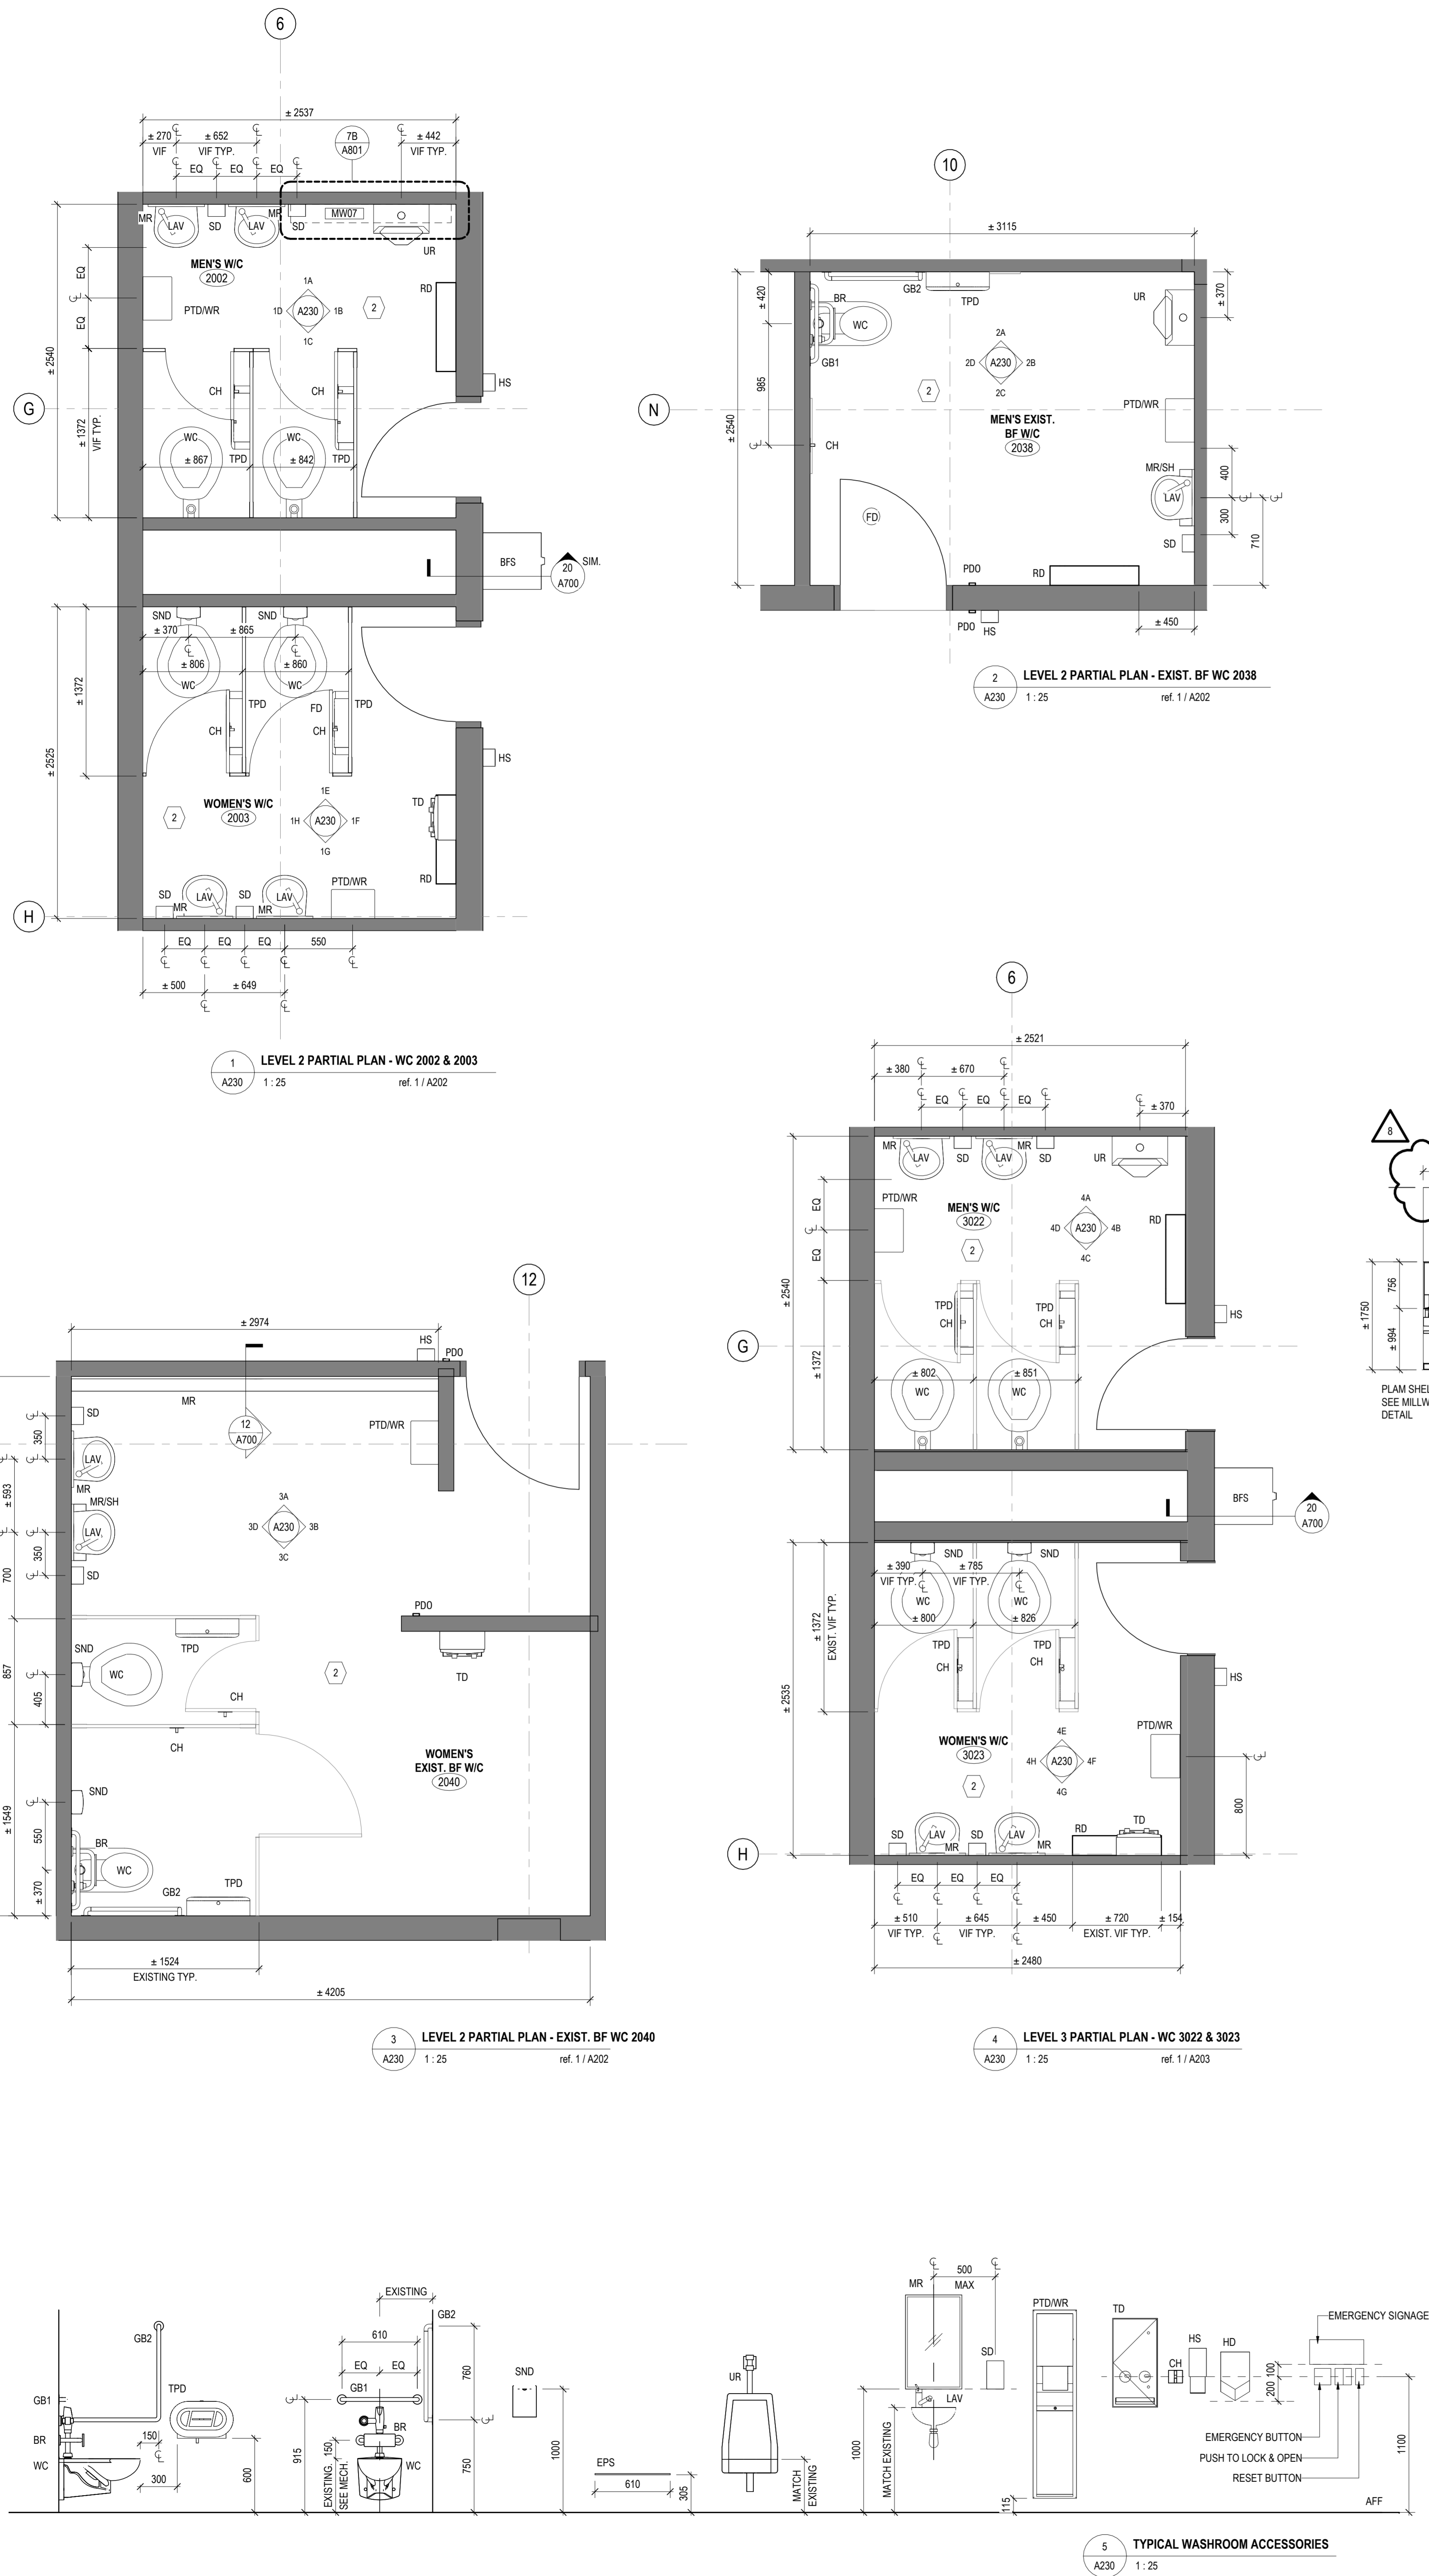 6
± 2537
± 270
VIF
± 652
VIF TYP.
7B
A801
± 442
VIF TYP.
EQ
EQ
EQ
MR
LAV
SD
LAV
MR
SD
MW07
UR
MEN'S W/C
2002
EQ
EQ
PTD/WR
1A
1D
A230
1B
1C
2
RD
± 2540
± 1372
VIF TYP.
CH
CH
HS
G
WC
WC
± 867
TPD
± 842
TPD
BFS
20
A700
SIM.
SND
SND
± 370
± 865
± 806
± 860
WC
WC
TPD
FD
TPD
CH
CH
± 1372
± 2525
HS
WOMEN'S W/C
2003
2
1E
1H
A230
1F
1G
TD
RD
PTD/WR
SD
LAV
MR
SD
LAV
MR
H
EQ
EQ
EQ
550
± 500
± 649
1
A230
LEVEL 2 PARTIAL PLAN - WC 2002 & 2003
1 : 25
ref. 1 / A202
10
± 3115
± 420
985
± 2540
± 370
GB2
BR
TPD
UR
WC
GB1
2A
2D
A230
2B
2C
2
PTD/WR
N
MEN'S EXIST.
BF W/C
2038
CH
MR/SH
LAV
400
300
710
FD
SD
PDO
RD
PDO
HS
± 450
2
A230
LEVEL 2 PARTIAL PLAN - EXIST. BF WC 2038
1 : 25
ref. 1 / A202
12
± 2974
HS
PDO
MR
SD
12
A700
PTD/WR
350
LAV
MR
MR/SH
± 593
LAV
3A
3D
A230
3B
3C
350
700
SD
PDO
SND
TPD
WC
2
TD
857
405
CH
CH
WOMEN'S
EXIST. BF W/C
2040
SND
± 1549
550
BR
WC
GB2
TPD
± 370
± 1524
EXISTING TYP.
± 4205
3
A230
LEVEL 2 PARTIAL PLAN - EXIST. BF WC 2040
1 : 25
ref. 1 / A202
6
± 2521
± 380
± 670
EQ
EQ
EQ
± 370
MR
LAV
SD
LAV
MR
SD
UR
PTD/WR
MEN'S W/C
3022
2
4A
4D
A230
4B
4C
RD
EQ
EQ
± 2540
± 1372
TPD
CH
TPD
CH
HS
G
± 802
± 851
WC
WC
BFS
20
A700
SND
SND
± 390
VIF TYP.
± 785
VIF TYP.
WC
WC
± 800
± 826
± 1372
EXIST. VIF TYP.
± 2535
TPD
CH
TPD
CH
HS
PTD/WR
WOMEN'S W/C
3023
2
4E
4H
A230
4F
4G
800
TD
RD
SD
LAV
MR
SD
LAV
MR
H
EQ
EQ
EQ
± 510
VIF TYP.
± 645
VIF TYP.
± 450
± 720
EXIST. VIF TYP.
± 154
± 2480
4
A230
LEVEL 3 PARTIAL PLAN - WC 3022 & 3023
1 : 25
ref. 1 / A203
8
± 1750
756
± 994
PLAM SHEL
SEE MILLW
DETAIL
GB2
TPD
GB1
BR
WC
150
300
600
EXISTING
GB2
610
EQ
EQ
GB1
BR
WC
915
150
EXISTING.
SEE MECH.
760
750
SND
1000
EPS
610
305
UR
MATCH
EXISTING
500
MAX
MR
SD
LAV
1000
MATCH EXISTING
PTD/WR
115
TD
CH
HS
HD
EMERGENCY SIGNAGE
100
200
EMERGENCY BUTTON
PUSH TO LOCK & OPEN
RESET BUTTON
1100
AFF
5
A230
TYPICAL WASHROOM ACCESSORIES
1 : 25